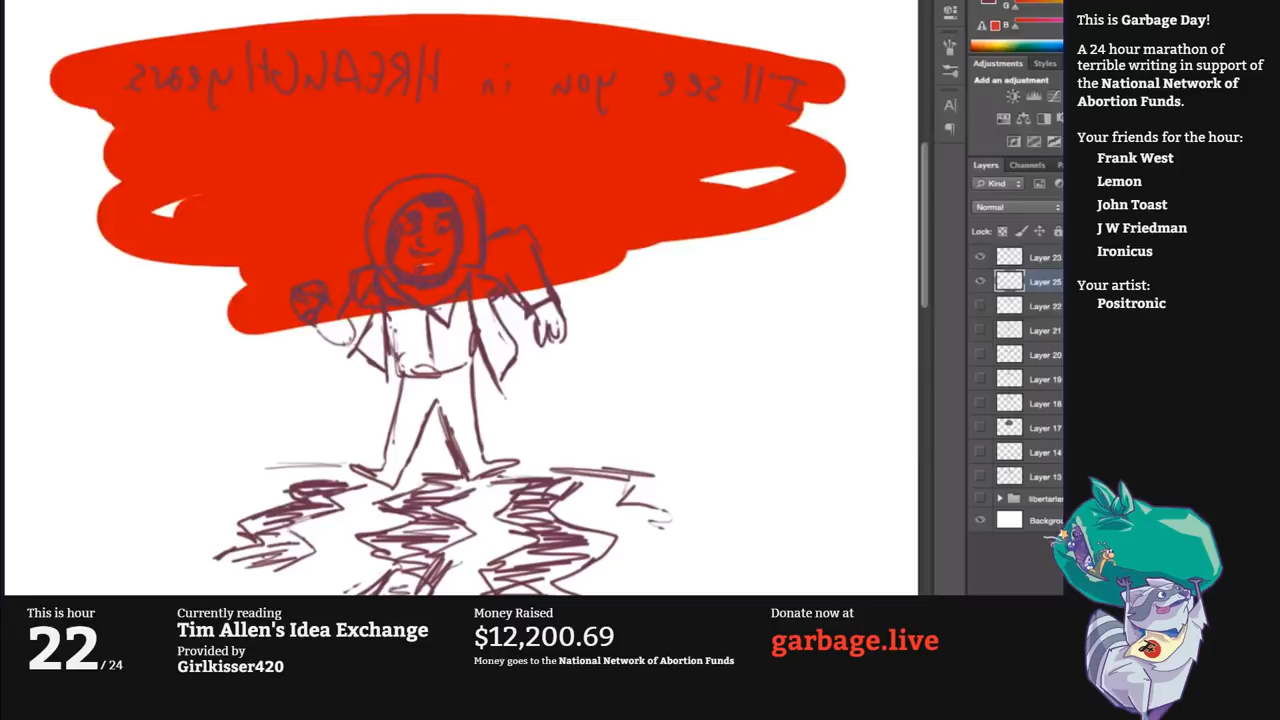 I'll see you in HREAUGH years
G
B
Adjustments
Styles
Add an adjustment
Layers
Channels
P
Kind
Normal
Lock:
Layer 23
Layer 25
Layer 22
Layer 21
Layer 20
Layer 19
Layer 18
Layer 17
Layer 14
Layer 13
libertaria
Backgrou
This is Garbage Day!
A 24 hour marathon of
terrible writing in support of
the National Network of
Abortion Funds.
Your friends for the hour:
Frank West
Lemon
John Toast
J W Friedman
Ironicus
Your artist:
Positronic
This is hour
22 / 24
Currently reading
Tim Allen's Idea Exchange
Provided by
Girlkisser420
Money Raised
$12,200.69
Money goes to the National Network of Abortion Funds
Donate now at
garbage.live